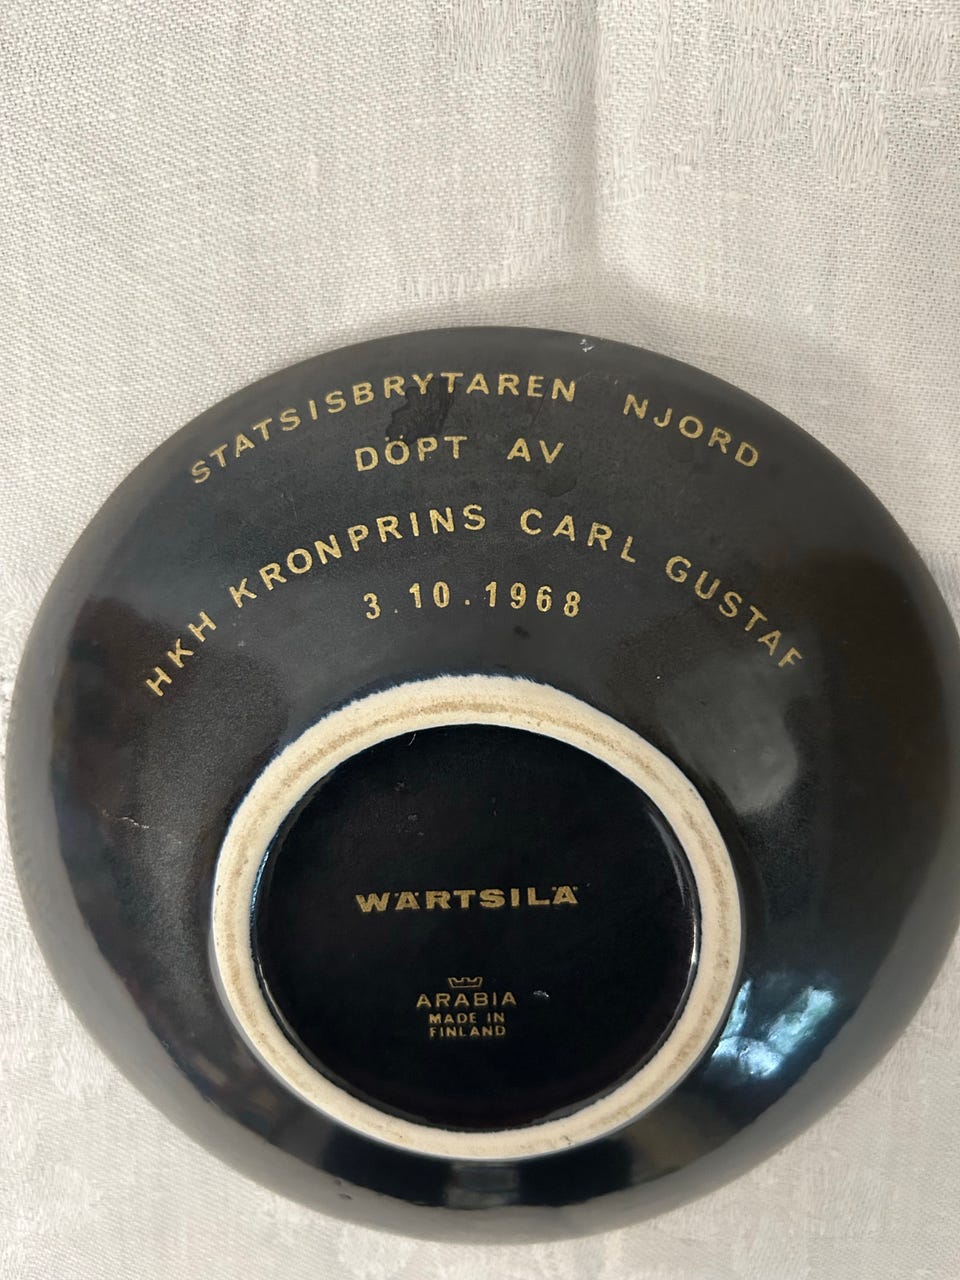 STATSISBRYTAREN NJORD
DÖPT AV
HKH KRONPRINS CARL GUSTAF
3.10.1968
WÄRTSILÄ
ARABIA
MADE IN
FINLAND